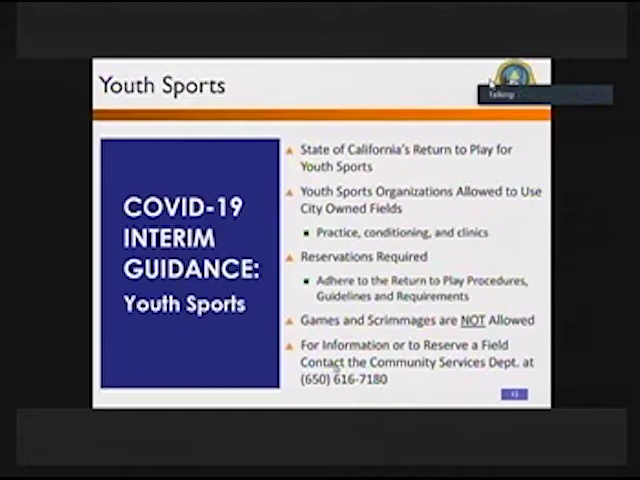 Youth Sports
Talking:
COVID-19
INTERIM
GUIDANCE:
Youth Sports
State of California's Return to Play for
Youth Sports
Youth Sports Organizations Allowed to Use
City Owned Fields
Practice, conditioning, and clinics
Reservations Required
Adhere to the Return to Play Procedures,
Guidelines and Requirements
Games and Scrimmages are NOT Allowed
For Information or to Reserve a Field
Contact the Community Services Dept. at
(650) 616-7180